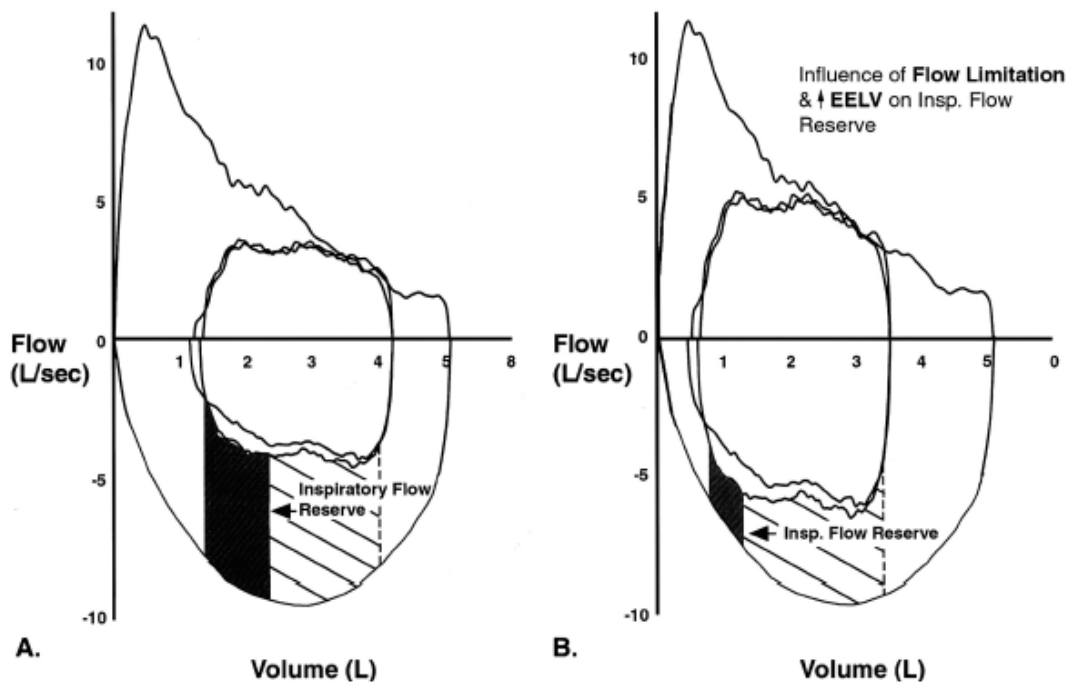 10
5
0
-5
-10
Flow
(L/sec)
1
2
3
4
5
8
Inspiratory Flow
Reserve
A.
Volume (L)
Influence of Flow Limitation
& ↑ EELV on Insp. Flow
Reserve
10
5
0
-5
-10
Flow
(L/sec)
1
2
3
4
5
0
Insp. Flow Reserve
B.
Volume (L)